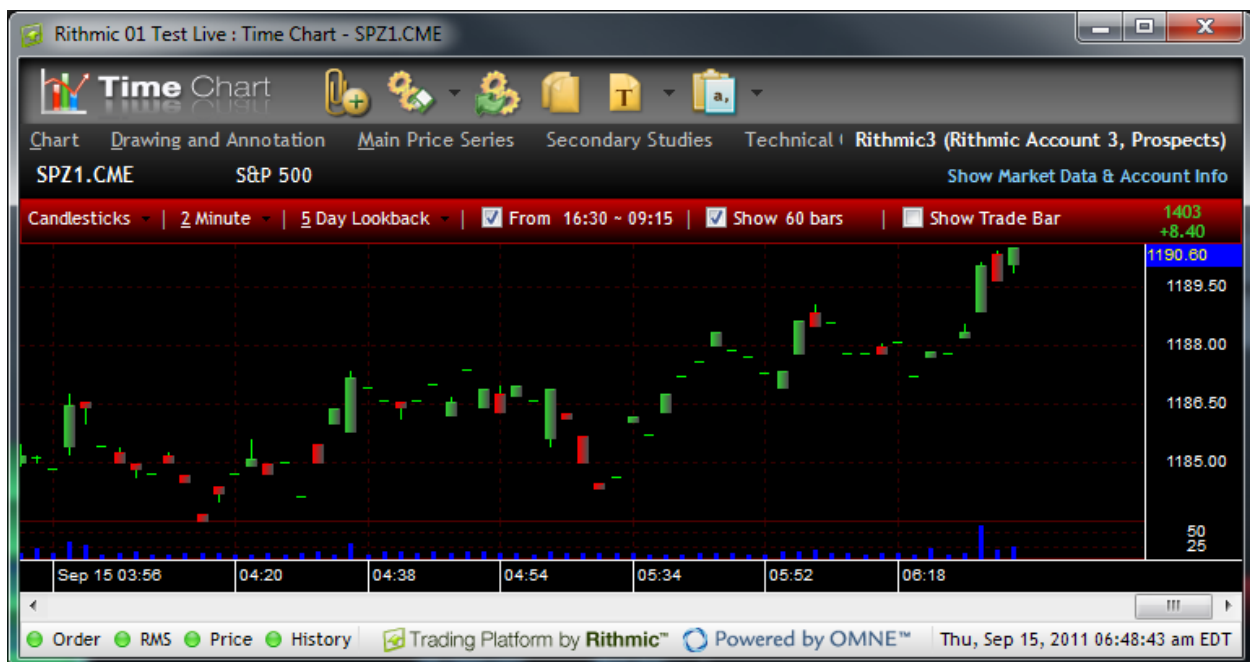 Rithmic 01 Test Live : Time Chart - SPZ1.CME
Time Chart
T
a,
Chart Drawing and Annotation Main Price Series Secondary Studies Technical Rithmic3 (Rithmic Account 3, Prospects)
SPZ1.CME S&P 500 Show Market Data & Account Info
Candlesticks | 2 Minute | 5 Day Lookback | From 16:30 ~ 09:15 | Show 60 bars | Show Trade Bar 1403
+8.40
1190.60
1189.50
1188.00
1186.50
1185.00
50
25
Sep 15 03:56 04:20 04:38 04:54 05:34 05:52 06:18
Order RMS Price History Trading Platform by Rithmic™ Powered by OMNE™ Thu, Sep 15, 2011 06:48:43 am EDT